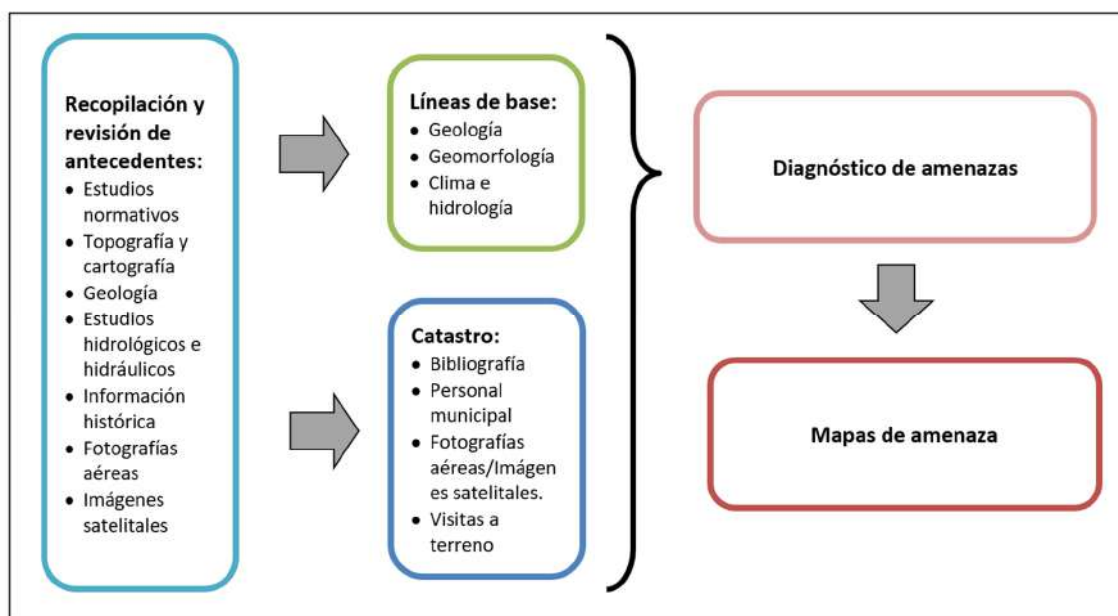 Recopilación y
revisión de
antecedentes:
• Estudios
normativos
• Topografía y
cartografía
• Geología
• Estudios
hidrológicos e
hidráulicos
• Información
histórica
• Fotografías
aéreas
• Imágenes
satelitales
Líneas de base:
• Geología
• Geomorfología
• Clima e
hidrología
Catastro:
• Bibliografía
• Personal
municipal
• Fotografías
aéreas/Imágen
es satelitales.
• Visitas a
terreno
Diagnóstico de amenazas
Mapas de amenaza